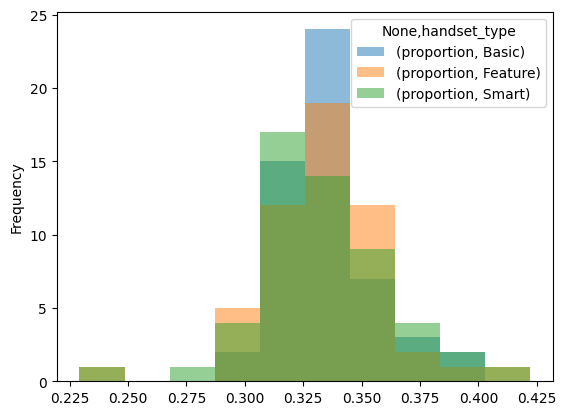 None,handset_type
(proportion, Basic)
(proportion, Feature)
(proportion, Smart)
Frequency
25
20
15
10
5
0
0.225 0.250 0.275 0.300 0.325 0.350 0.375 0.400 0.425